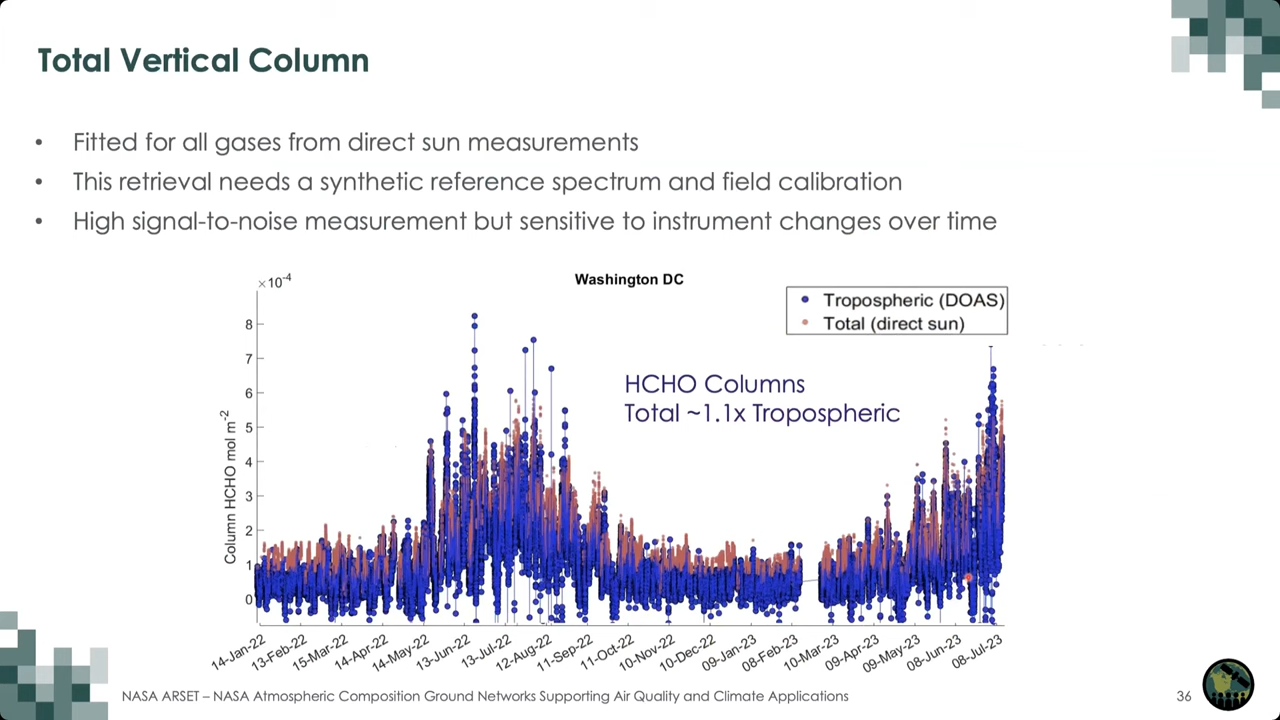 Total Vertical Column
• Fitted for all gases from direct sun measurements
• This retrieval needs a synthetic reference spectrum and field calibration
• High signal-to-noise measurement but sensitive to instrument changes over time
×10⁻⁴
Washington DC
Tropospheric (DOAS)
Total (direct sun)
HCHO Columns
Total ~1.1x Tropospheric
Column HCHO mol m⁻²
8
7
6
5
4
3
2
1
0
14-Jan-22
13-Feb-22
15-Mar-22
14-Apr-22
14-May-22
13-Jun-22
13-Jul-22
12-Aug-22
11-Sep-22
11-Oct-22
10-Nov-22
10-Dec-22
09-Jan-23
08-Feb-23
10-Mar-23
09-Apr-23
09-May-23
08-Jun-23
08-Jul-23
NASA ARSET – NASA Atmospheric Composition Ground Networks Supporting Air Quality and Climate Applications
36